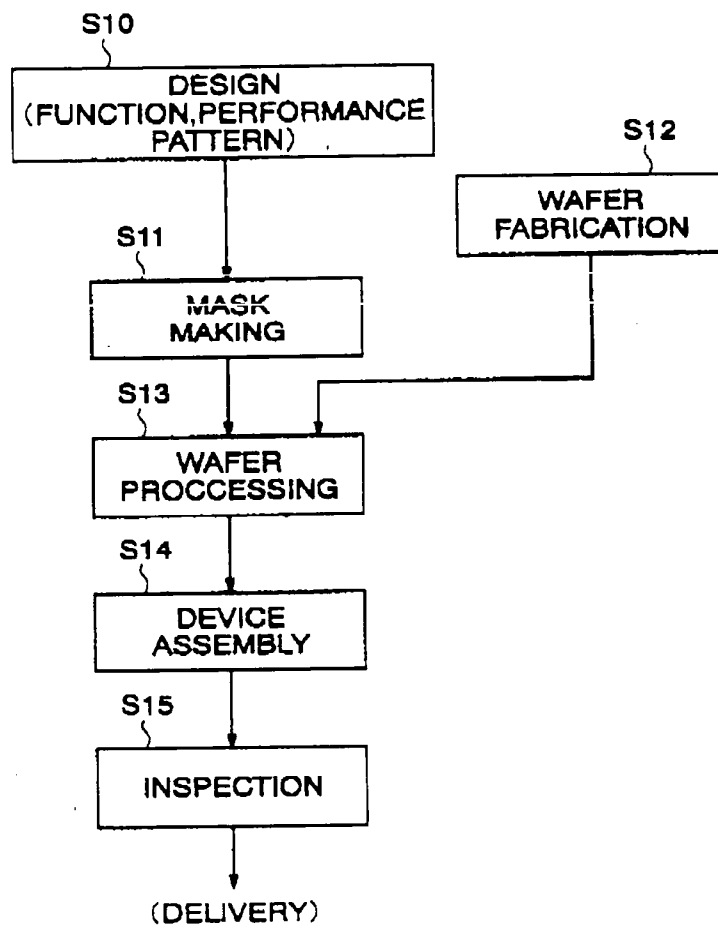 S10
DESIGN
(FUNCTION,PERFORMANCE
PATTERN)
S12
WAFER
FABRICATION
S11
MASK
MAKING
S13
WAFER
PROCCESSING
S14
DEVICE
ASSEMBLY
S15
INSPECTION
(DELIVERY)